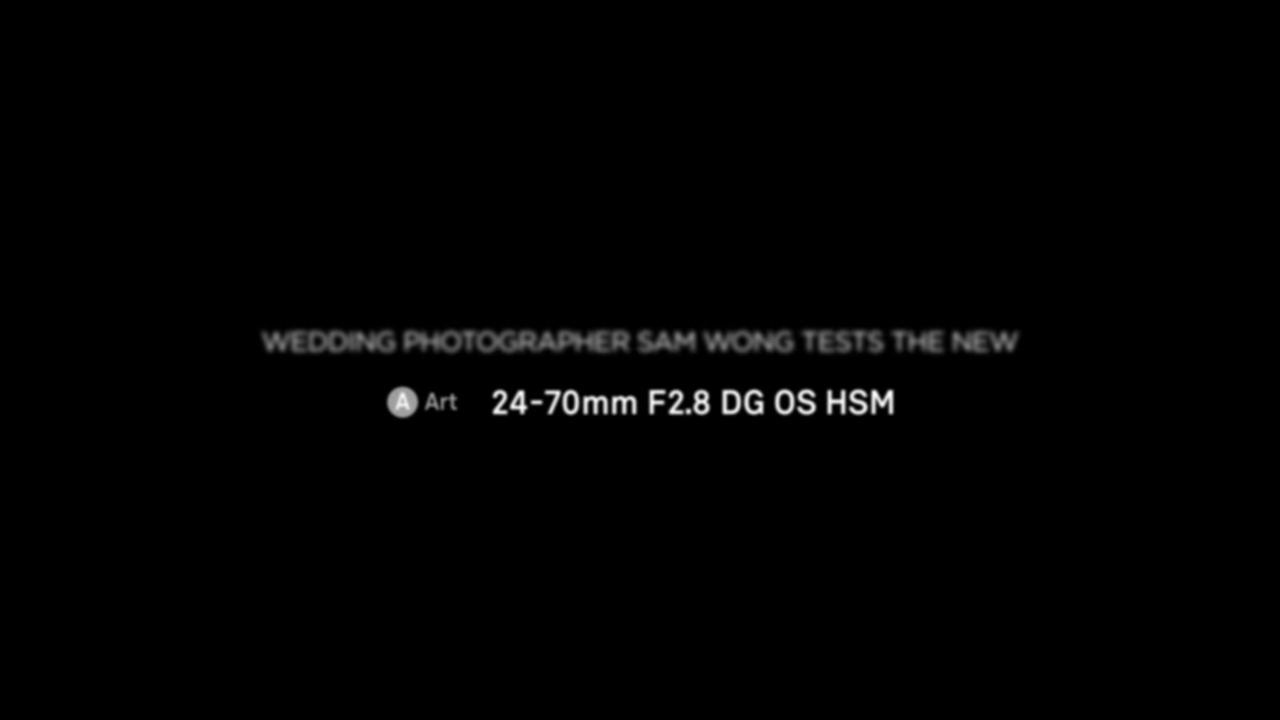 WEDDING PHOTOGRAPHER SAM WONG TESTS THE NEW
A Art 24-70mm F2.8 DG OS HSM